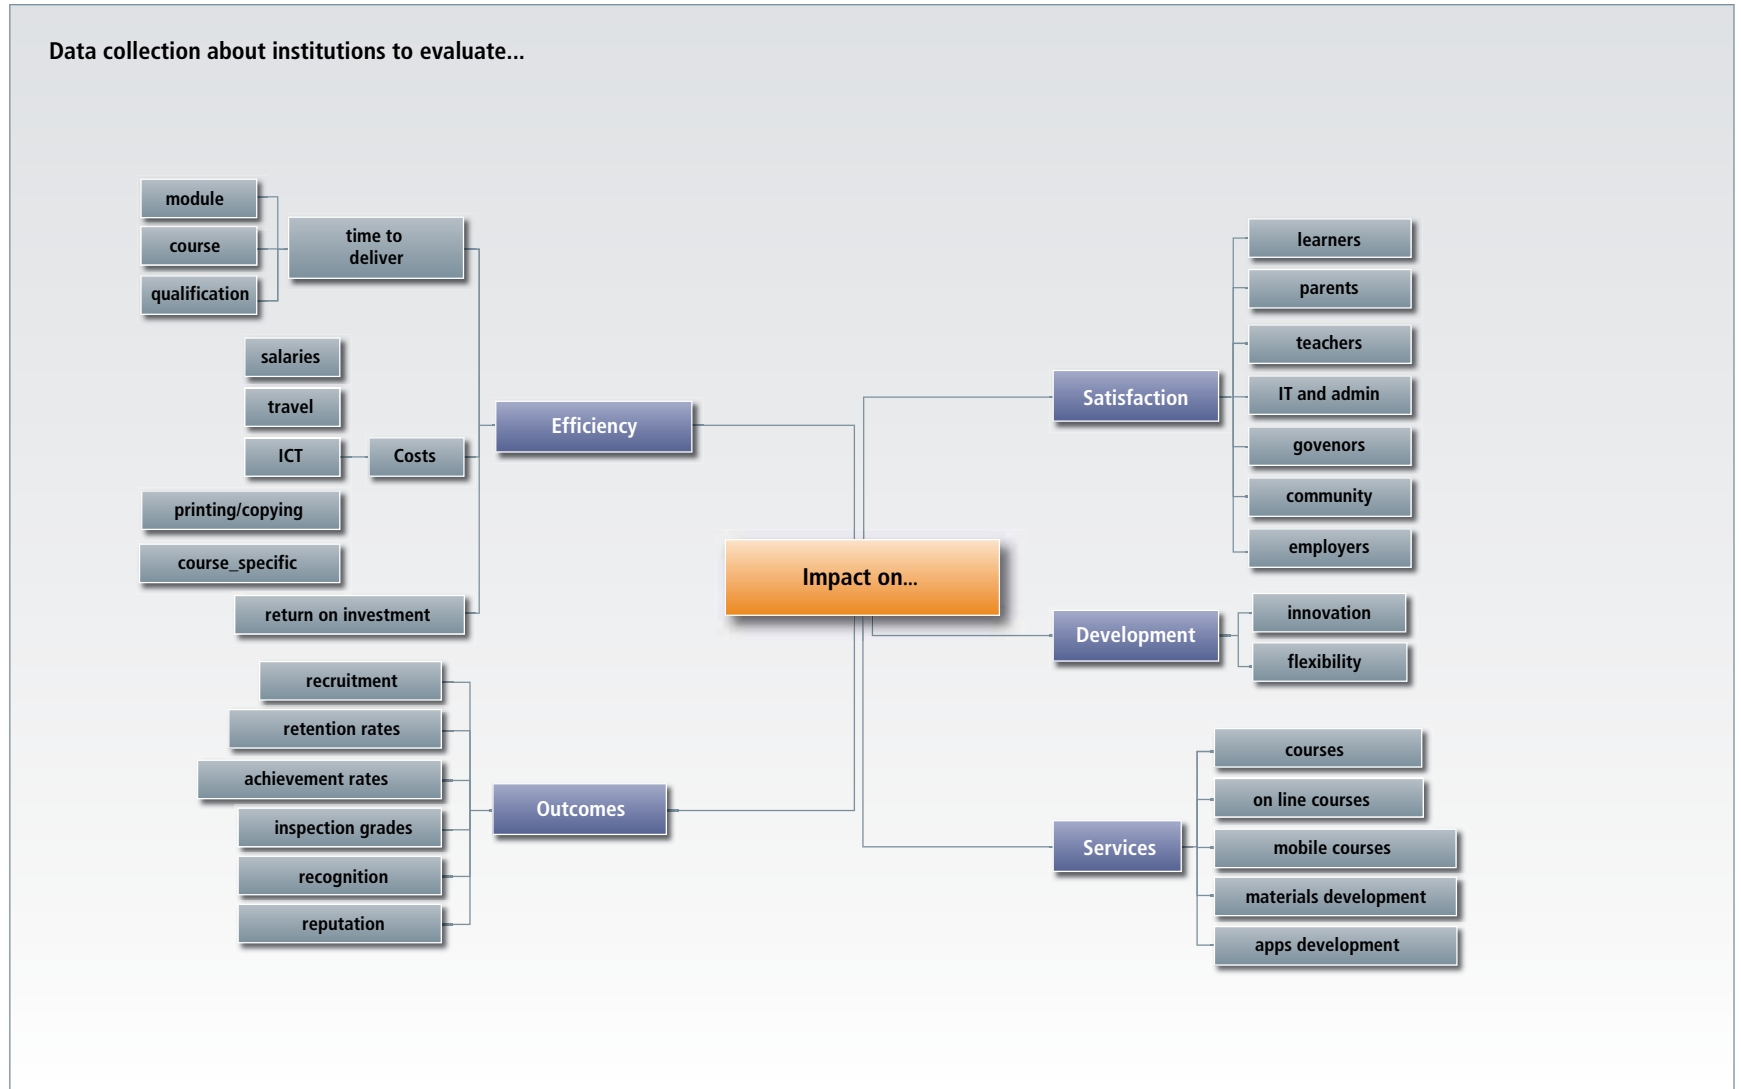 Data collection about institutions to evaluate...
module
course
qualification
time to
deliver
salaries
travel
ICT
Costs
printing/copying
course_specific
return on investment
Efficiency
recruitment
retention rates
achievement rates
inspection grades
recognition
reputation
Outcomes
Impact on...
Satisfaction
learners
parents
teachers
IT and admin
govenors
community
employers
Development
innovation
flexibility
Services
courses
on line courses
mobile courses
materials development
apps development